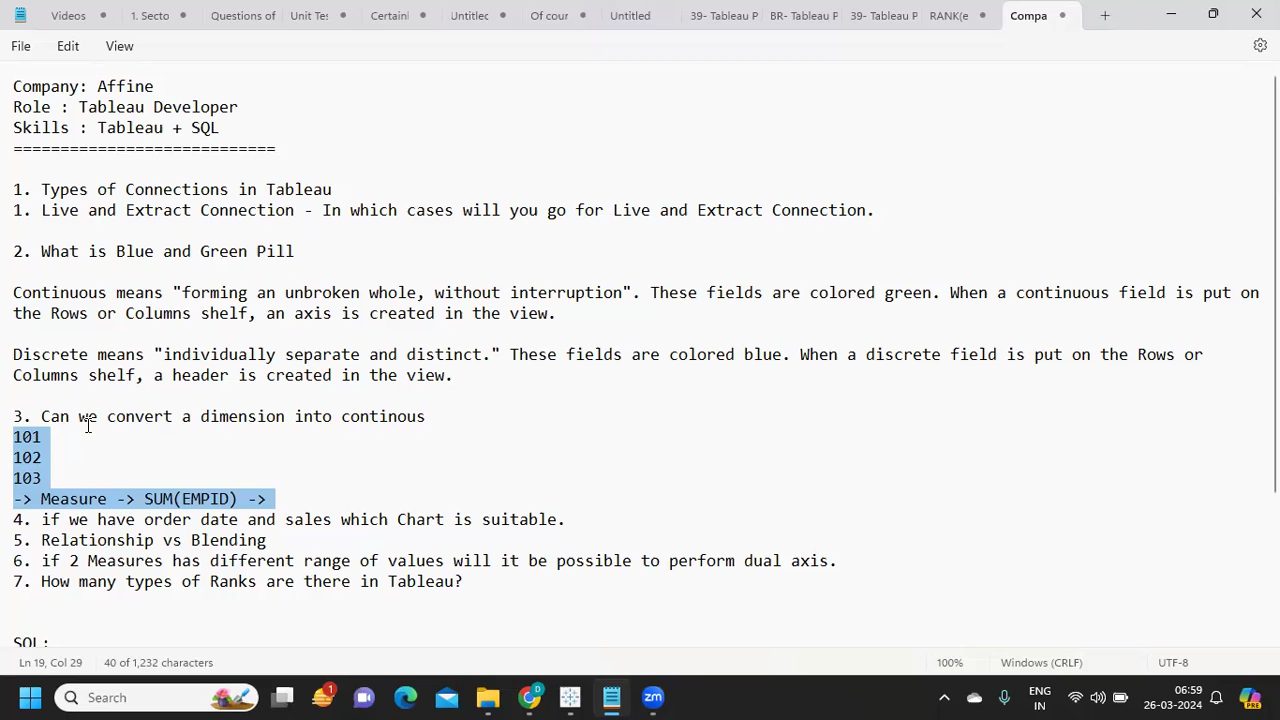 Videos
1. Secto
Questions of
Unit Tes
Certaini
Untitlec
Of cour
Untitled
39- Tableau P
BR- Tableau P
39- Tableau P
RANK(e
Compa
File
Edit
View
Company: Affine
Role : Tableau Developer
Skills : Tableau + SQL
============================
1. Types of Connections in Tableau
1. Live and Extract Connection - In which cases will you go for Live and Extract Connection.
2. What is Blue and Green Pill
Continuous means "forming an unbroken whole, without interruption". These fields are colored green. When a continuous field is put on
the Rows or Columns shelf, an axis is created in the view.
Discrete means "individually separate and distinct." These fields are colored blue. When a discrete field is put on the Rows or
Columns shelf, a header is created in the view.
3. Can we convert a dimension into continous
101
102
103
-> Measure -> SUM(EMPID) ->
4. if we have order date and sales which Chart is suitable.
5. Relationship vs Blending
6. if 2 Measures has different range of values will it be possible to perform dual axis.
7. How many types of Ranks are there in Tableau?
SQL:
Ln 19, Col 29
40 of 1,232 characters
100%
Windows (CRLF)
UTF-8
Search
1
D
zm
ENG
IN
06:59
26-03-2024
PRE